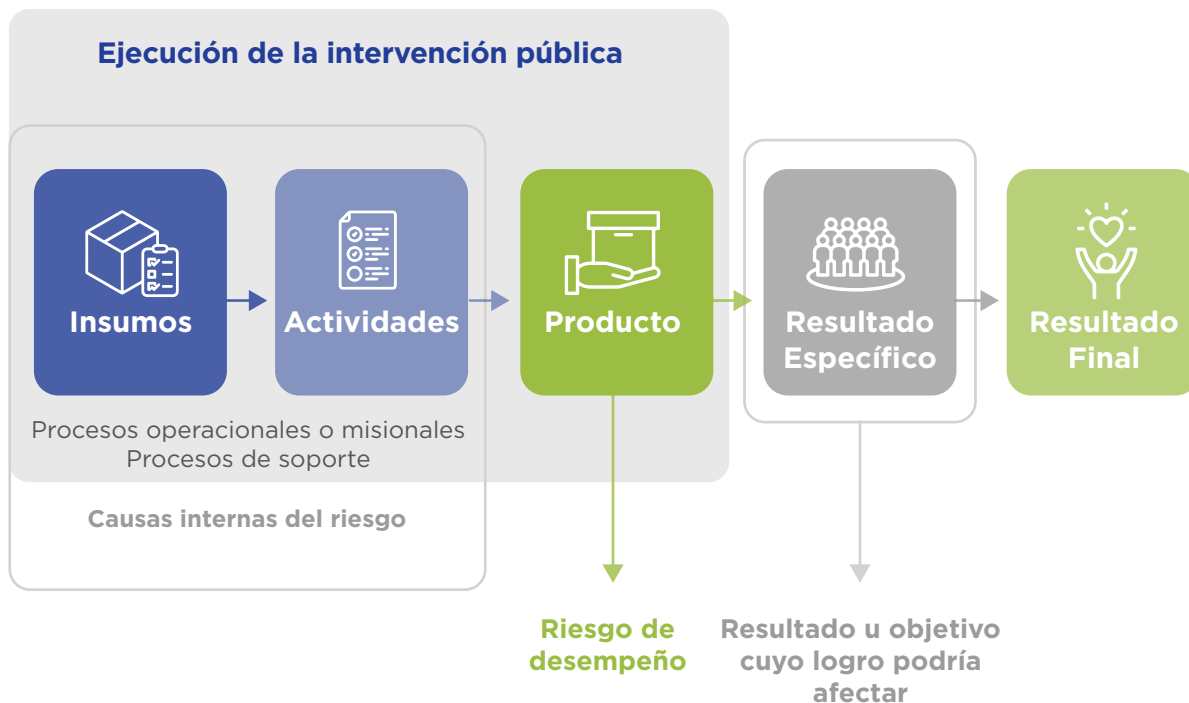 Ejecución de la intervención pública
Insumos
Actividades
Producto
Resultado
Específico
Resultado
Final
Procesos operacionales o misionales
Procesos de soporte
Causas internas del riesgo
Riesgo de
desempeño
Resultado u objetivo
cuyo logro podría
afectar